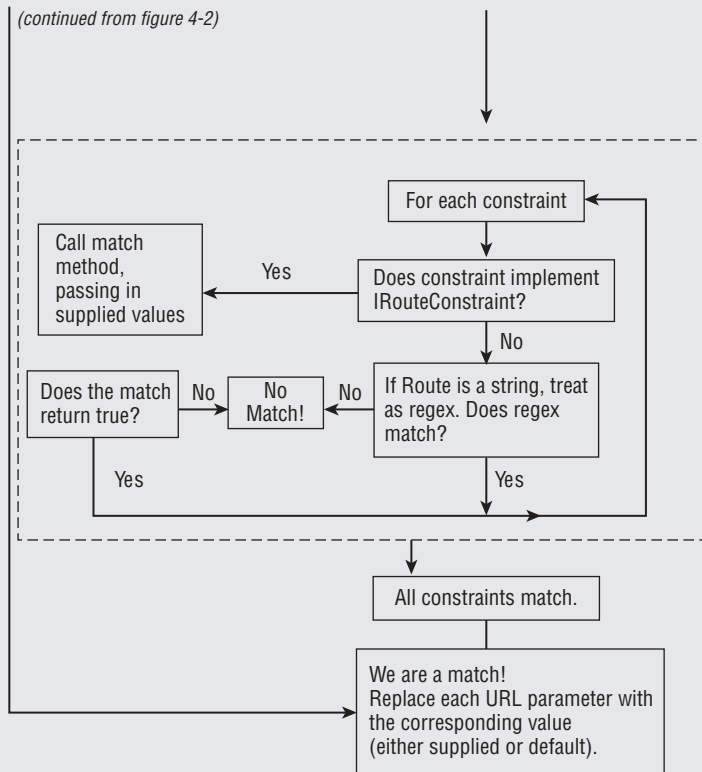 (continued from figure 4-2)
For each constraint
Call match
method,
passing in
supplied values
Yes
Does constraint implement
IRouteConstraint?
No
Does the match
return true?
No
No
Match!
No
If Route is a string, treat
as regex. Does regex
match?
Yes
Yes
All constraints match.
We are a match!
Replace each URL parameter with
the corresponding value
(either supplied or default).